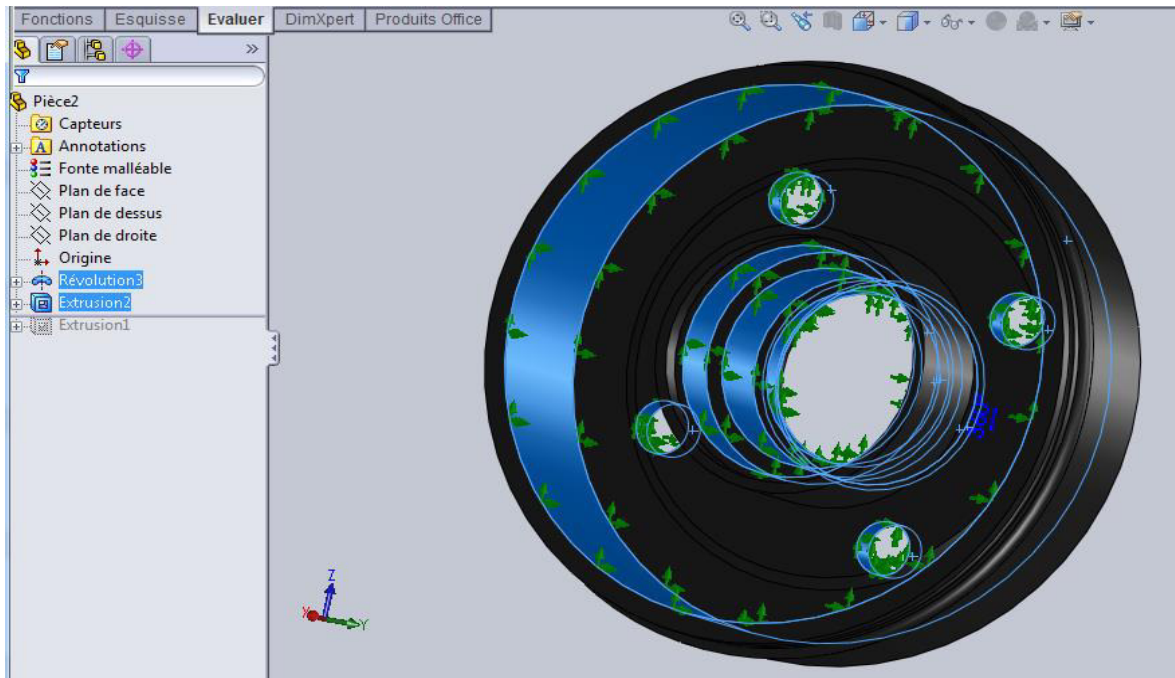 Fonctions Esquisse Evaluer DimXpert Produits Office
»
Pièce2
Capteurs
A Annotations
Fonte malléable
Plan de face
Plan de dessus
Plan de droite
Origine
Révolution3
Extrusion2
Extrusion1
Z
X
Y